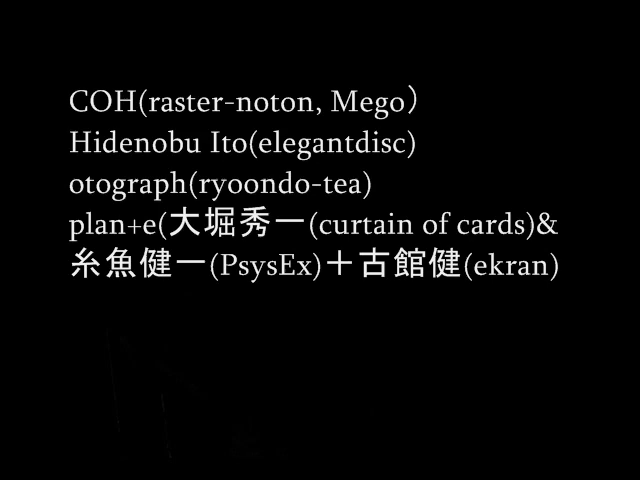 COH(raster-noton, Mego）
Hidenobu Ito(elegantdisc)
otograph(ryoondo-tea)
plan+e(大堀秀一(curtain of cards)&
糸魚健一(PsysEx)＋古館健(ekran)